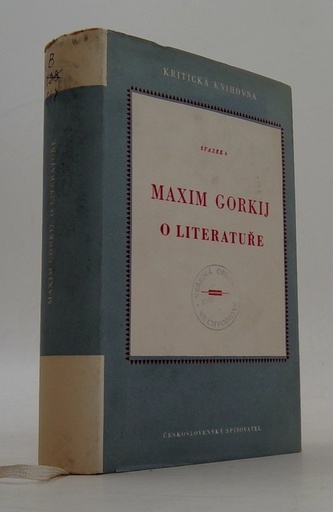 KRITICKÁ KNIHOVNA
SVAZEK 6
MAXIM GORKIJ
O LITERATUŘE
ČESKOSLOVENSKÝ SPISOVATEL
MAXIM GORKIJ O LITERATUŘE
B